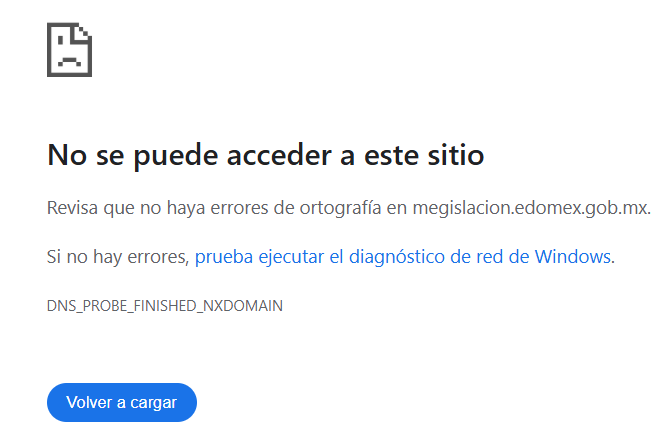 No se puede acceder a este sitio
Revisa que no haya errores de ortografía en megislacion.edomex.gob.mx.
Si no hay errores, prueba ejecutar el diagnóstico de red de Windows.
DNS_PROBE_FINISHED_NXDOMAIN
Volver a cargar